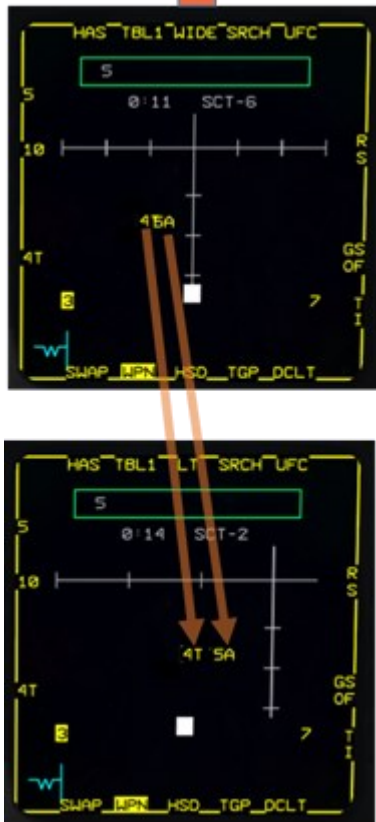 HAS TBL1 WIDE SRCH UFC
5
0:11 SCT-6
5
10
R
S
4T 5A
4T
GS
OF
3
7
T
I
SWAP WPN HSD TGP DCLT
HAS TBL1 LT SRCH UFC
5
0:14 SCT-2
5
10
R
S
4T 5A
4T
GS
OF
3
7
T
I
SWAP WPN HSD TGP DCLT